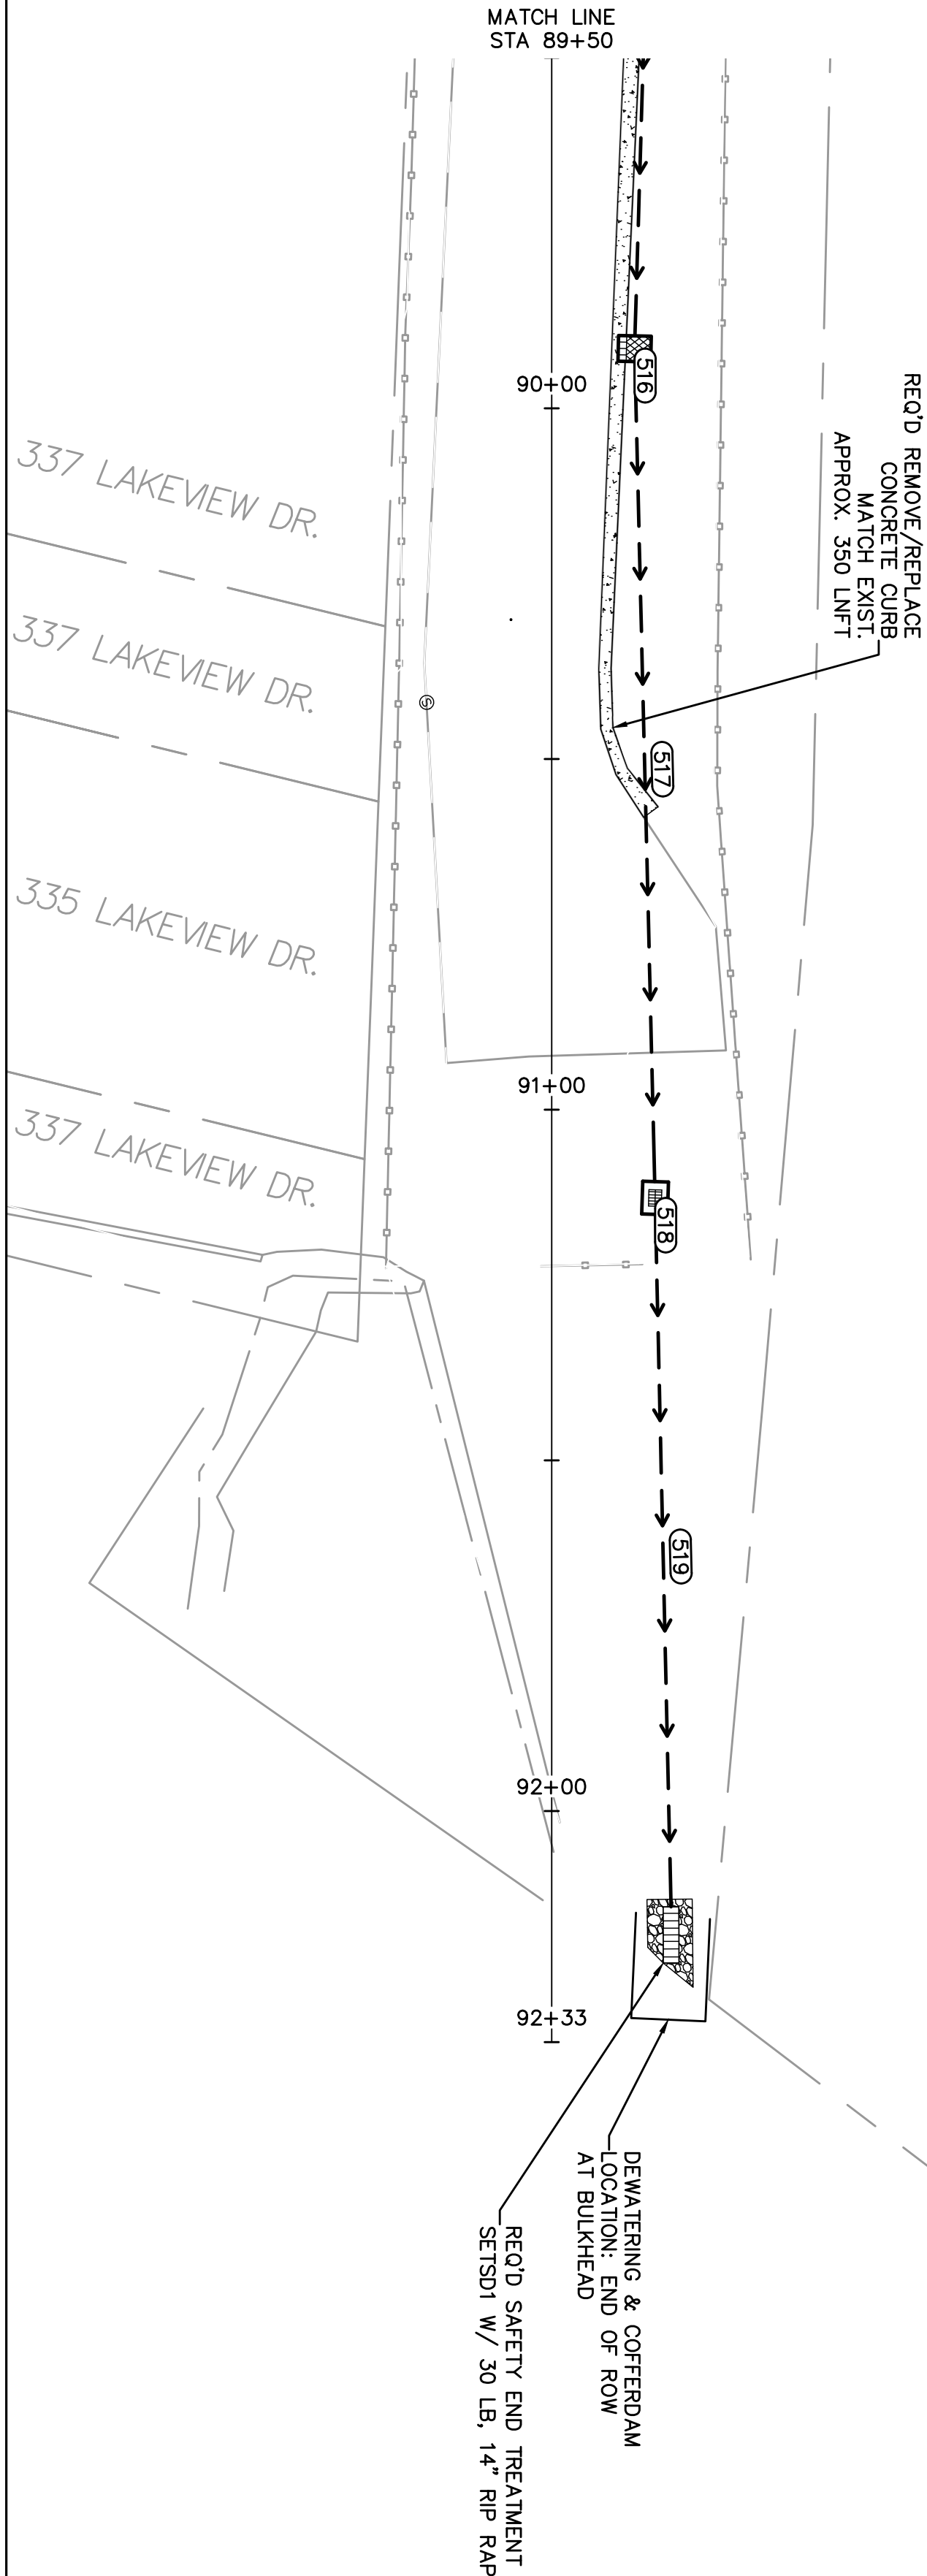 MATCH LINE
STA 89+50
REQ'D REMOVE/REPLACE
CONCRETE CURB
MATCH EXIST.
APPROX. 350 LNFT
516
90+00
337 LAKEVIEW DR.
337 LAKEVIEW DR.
S
517
335 LAKEVIEW DR.
91+00
337 LAKEVIEW DR.
518
519
92+00
92+33
DEWATERING & COFFERDAM
LOCATION: END OF ROW
AT BULKHEAD
REQ'D SAFETY END TREATMENT
SETSD1 W/ 30 LB, 14" RIP RAP